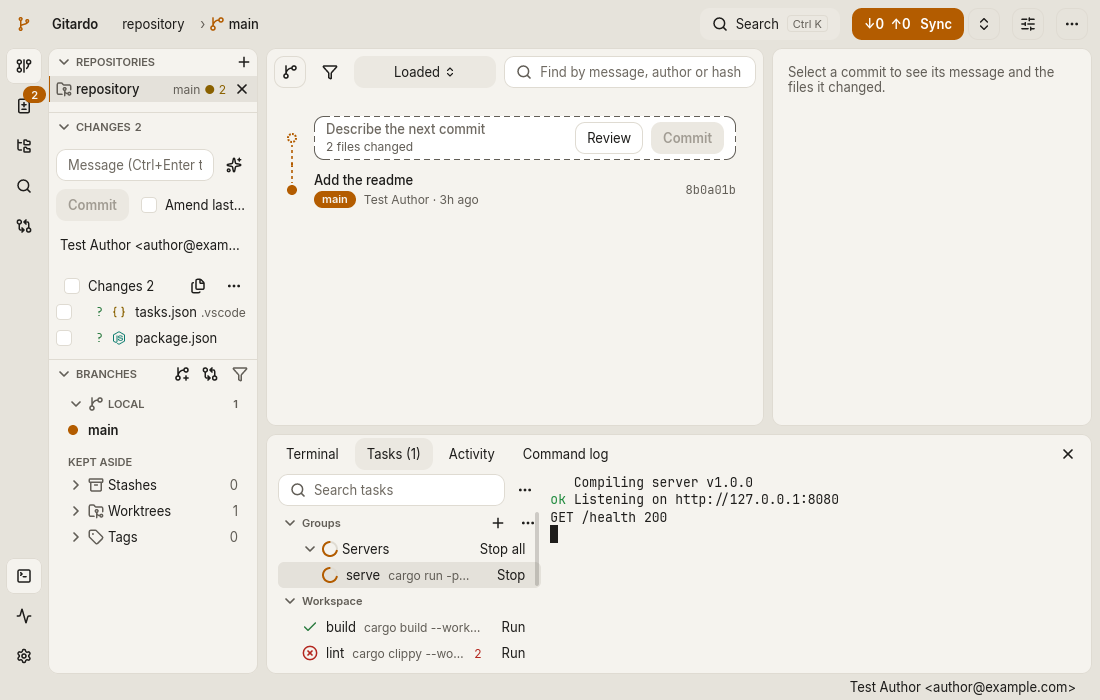 Gitardo repository main Search Ctrl K ↓0 ↑0 Sync
REPOSITORIES
repository main 2
2
CHANGES 2
Message (Ctrl+Enter t
Commit Amend last...
Test Author <author@exam...
Changes 2
? tasks.json .vscode
? package.json
BRANCHES
LOCAL 1
main
KEPT ASIDE
Stashes 0
Worktrees 1
Tags 0
Loaded Find by message, author or hash
Describe the next commit
2 files changed
Review Commit
Add the readme
main Test Author · 3h ago
8b0a01b
Select a commit to see its message and the
files it changed.
Terminal Tasks (1) Activity Command log
Search tasks
Groups
Servers Stop all
serve cargo run -p... Stop
Workspace
build cargo build --work... Run
lint cargo clippy --wo... 2 Run
Compiling server v1.0.0
ok Listening on http://127.0.0.1:8080
GET /health 200
Test Author <author@example.com>